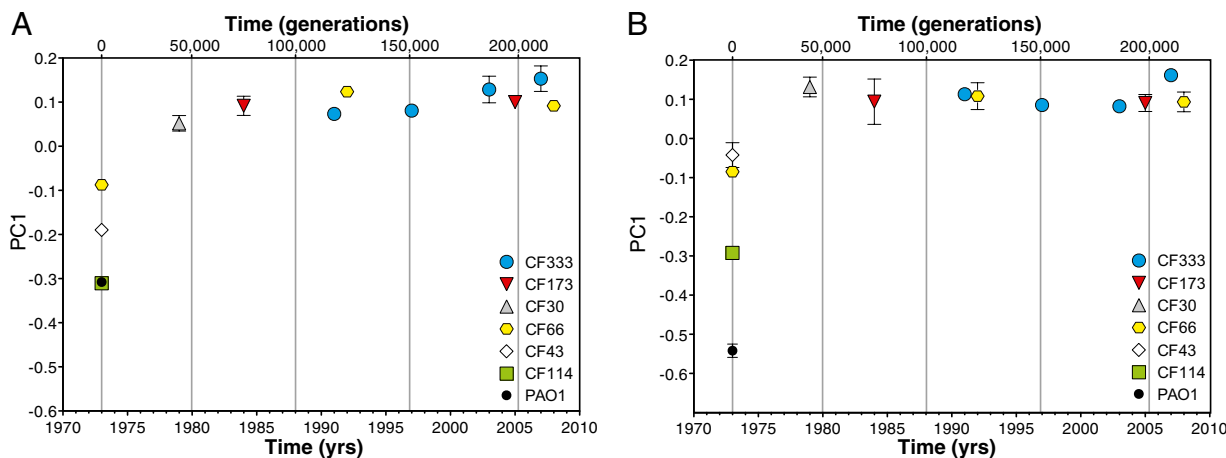 A
Time (generations)
0 50,000 100,000 150,000 200,000
0.2
0.1
0.0
-0.1
-0.2
-0.3
-0.4
-0.5
-0.6
PC1
CF333
CF173
CF30
CF66
CF43
CF114
PAO1
1970 1975 1980 1985 1990 1995 2000 2005 2010
Time (yrs)
B
Time (generations)
0 50,000 100,000 150,000 200,000
0.2
0.1
0.0
-0.1
-0.2
-0.3
-0.4
-0.5
-0.6
PC1
CF333
CF173
CF30
CF66
CF43
CF114
PAO1
1970 1975 1980 1985 1990 1995 2000 2005 2010
Time (yrs)